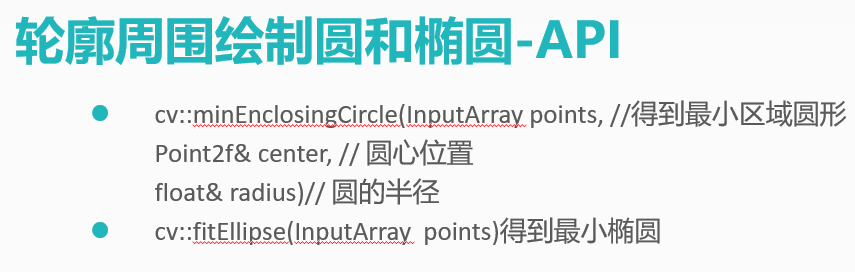 轮廓周围绘制圆和椭圆-API
cv::minEnclosingCircle(InputArray points, //得到最小区域圆形
Point2f& center, // 圆心位置
float& radius)// 圆的半径
cv::fitEllipse(InputArray  points)得到最小椭圆